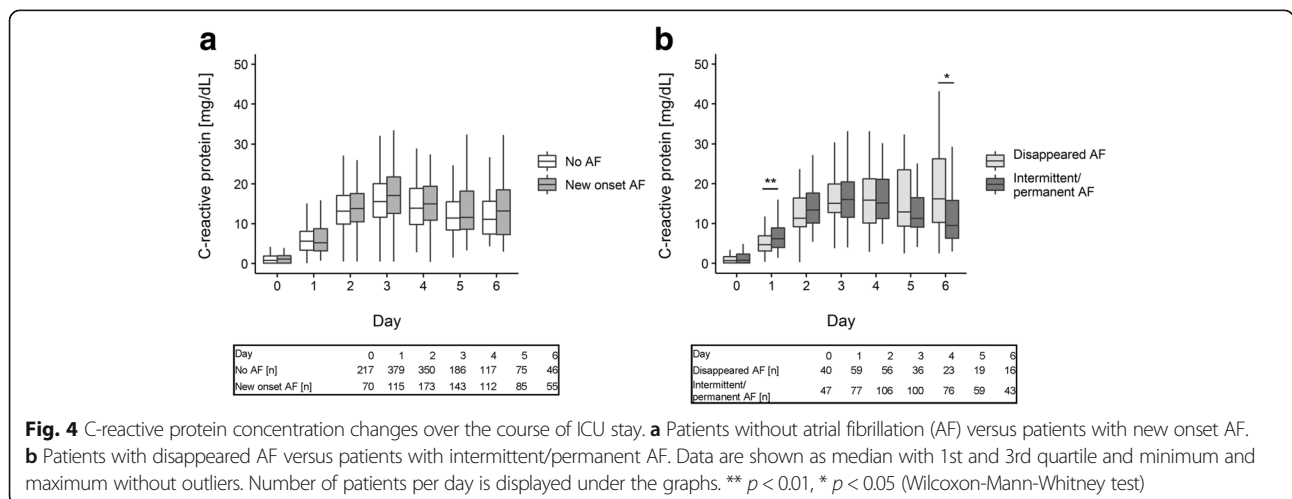 a
50
40
30
20
10
0
C-reactive protein [mg/dL]
0 1 2 3 4 5 6
Day
No AF
New onset AF
Day 0 1 2 3 4 5 6
No AF [n] 217 379 350 186 117 75 46
New onset AF [n] 70 115 173 143 112 85 55
b
50
40
30
20
10
0
C-reactive protein [mg/dL]
**
*
0 1 2 3 4 5 6
Day
Disappeared AF
Intermittent/
permanent AF
Day 0 1 2 3 4 5 6
Disappeared AF [n] 40 59 56 36 23 19 16
Intermittent/
permanent AF [n] 47 77 106 100 76 59 43
Fig. 4 C-reactive protein concentration changes over the course of ICU stay. a Patients without atrial fibrillation (AF) versus patients with new onset AF.
b Patients with disappeared AF versus patients with intermittent/permanent AF. Data are shown as median with 1st and 3rd quartile and minimum and
maximum without outliers. Number of patients per day is displayed under the graphs. ** p < 0.01, * p < 0.05 (Wilcoxon-Mann-Whitney test)